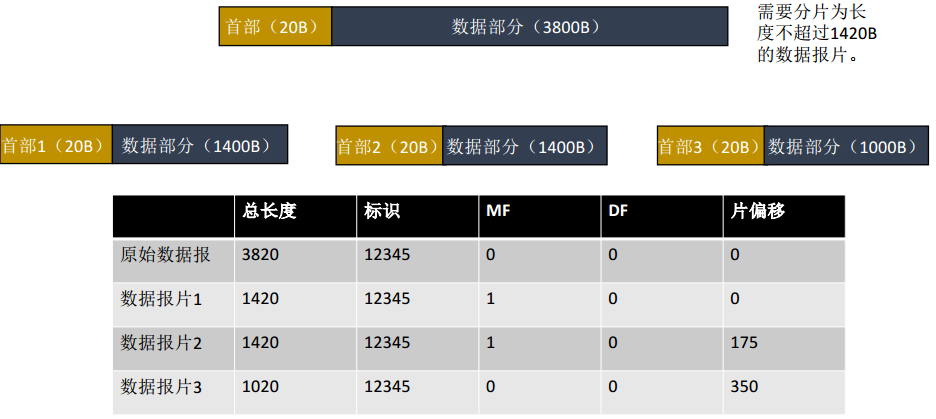 首部（20B）
数据部分（3800B）
需要分片为长
度不超过1420B
的数据报片。
首部1（20B）
数据部分（1400B）
首部2（20B）
数据部分（1400B）
首部3（20B）
数据部分（1000B）
总长度 标识 MF DF 片偏移
原始数据报 3820 12345 0 0 0
数据报片1 1420 12345 1 0 0
数据报片2 1420 12345 1 0 175
数据报片3 1020 12345 0 0 350